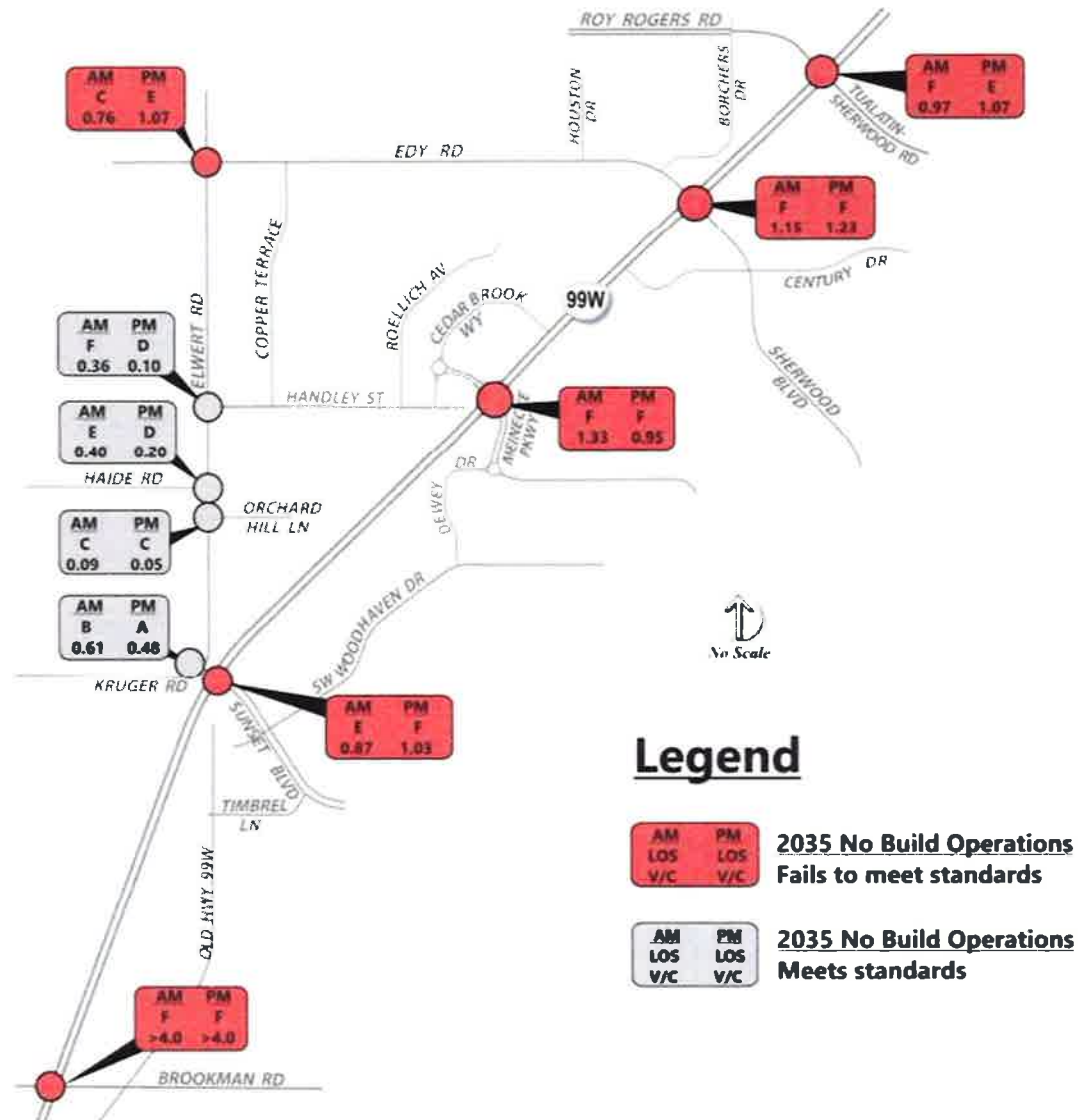 ROY ROGERS RD
BORCHERS DR
HOUSTON DR
TUALATIN-
SHERWOOD RD
AM PM
F E
0.97 1.07
AM PM
C E
0.76 1.07
EDY RD
AM PM
F F
1.15 1.23
COPPER TERRACE
ROELLICH AV
CEDAR BROOK
WY
99W
CENTURY DR
SHERWOOD
BLVD
ELWERT RD
AM PM
F D
0.36 0.10
HANDLEY ST
AM PM
F F
1.33 0.95
MEINECKE
PKWY
AM PM
E D
0.40 0.20
HAIDE RD
DEWEY
DR
ORCHARD
HILL LN
AM PM
C C
0.09 0.05
SW WOODHAVEN DR
AM PM
B A
0.61 0.46
No Scale
KRUGER RD
SUNSET BLVD
AM PM
E F
0.87 1.03
TIMBREL
LN
OLD HWY 99W
Legend
AM PM
LOS LOS
V/C V/C
2035 No Build Operations
Fails to meet standards
AM PM
LOS LOS
V/C V/C
2035 No Build Operations
Meets standards
AM PM
F F
>4.0 >4.0
BROOKMAN RD